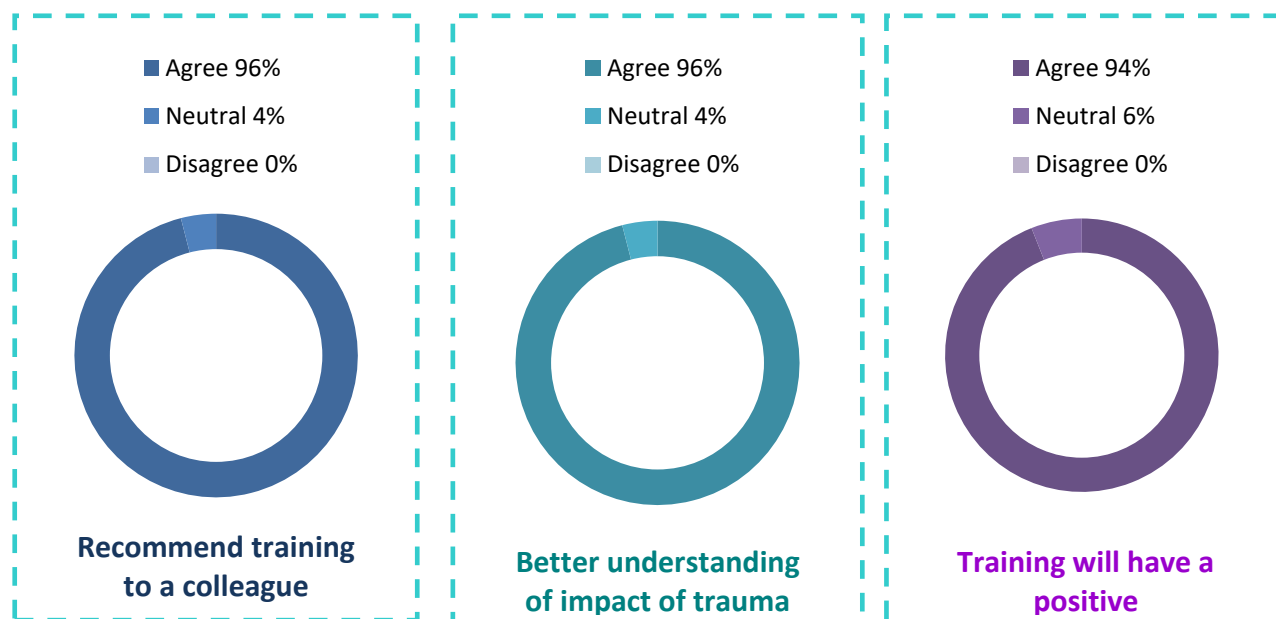 Agree 96%
Neutral 4%
Disagree 0%
Recommend training
to a colleague
Agree 96%
Neutral 4%
Disagree 0%
Better understanding
of impact of trauma
Agree 94%
Neutral 6%
Disagree 0%
Training will have a
positive